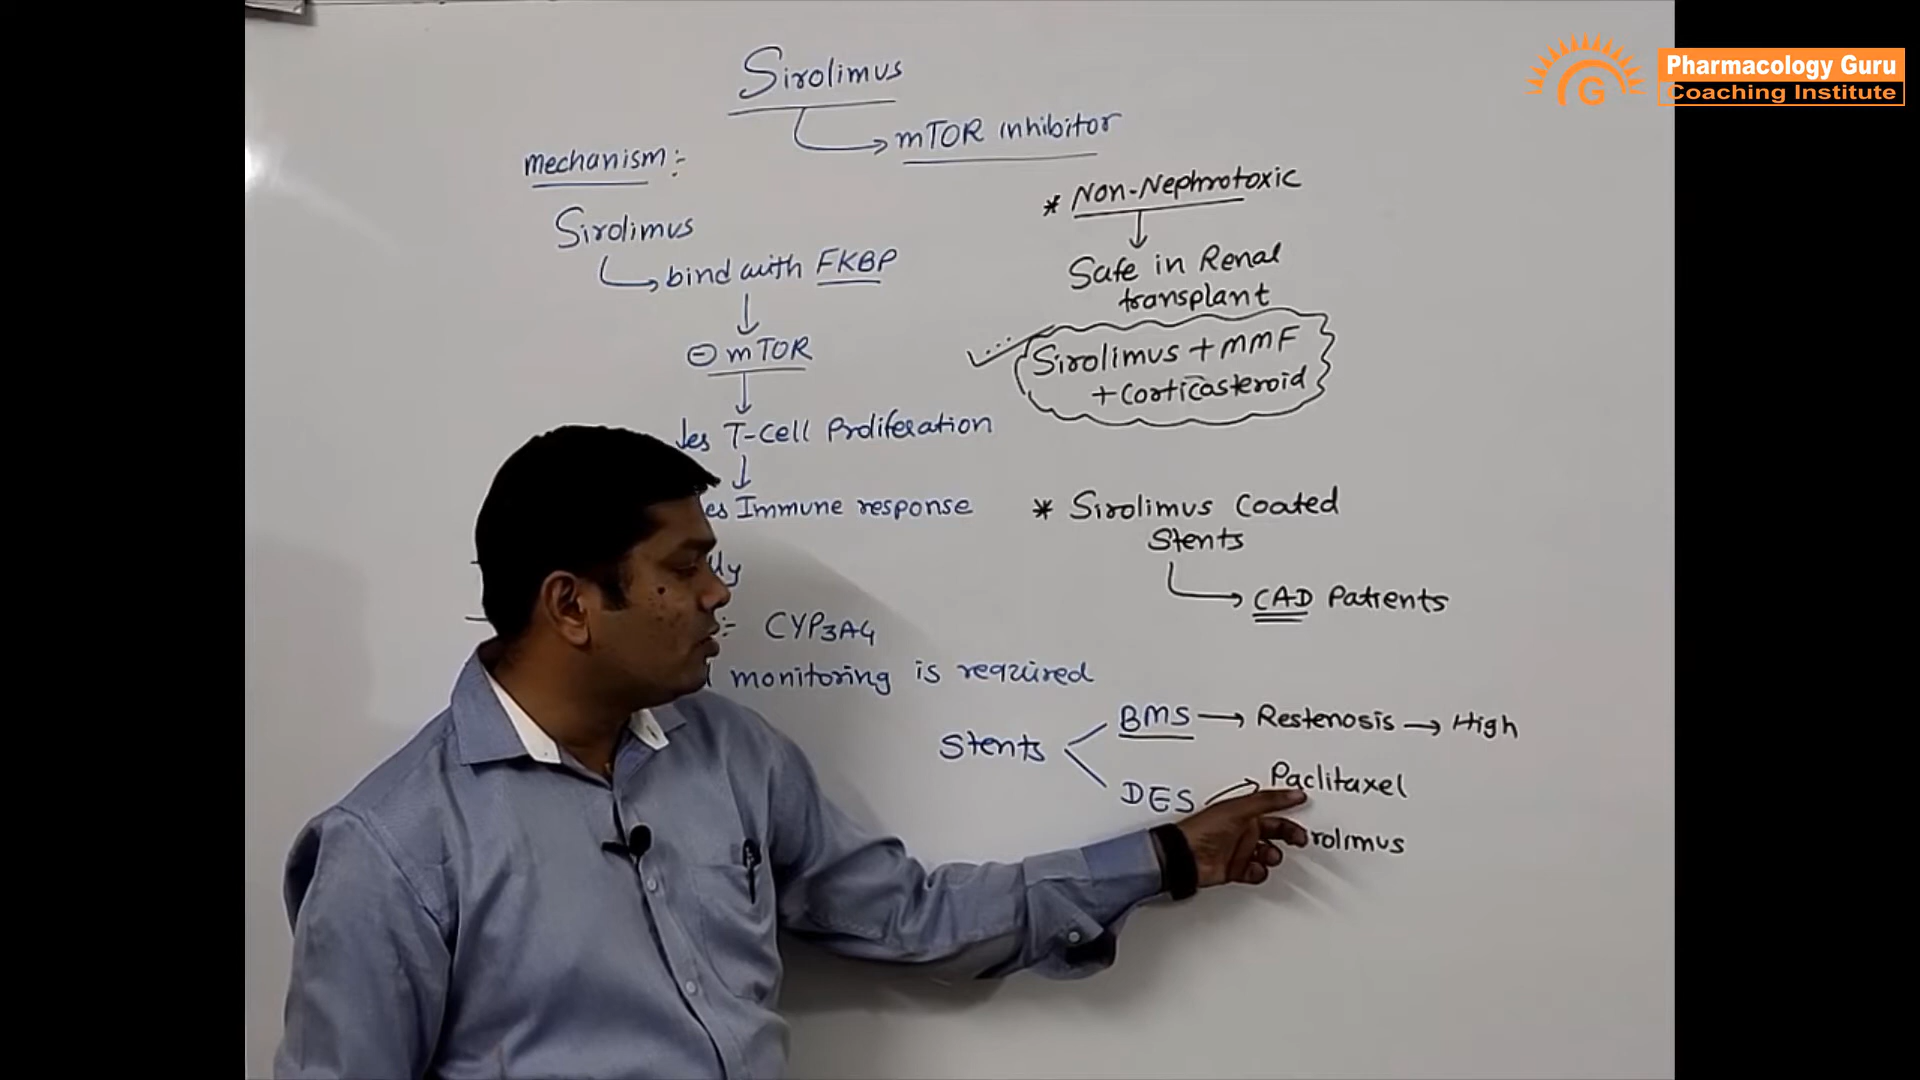 Sirolimus
mTOR inhibitor
mechanism:-
Sirolimus
bind with FKBP
⊖ mTOR
↓es T-Cell Proliferation
Immune response
:- CYP3A4
monitoring is required
* Non-Nephrotoxic
Safe in Renal
transplant
Sirolimus + MMF
+ Corticosteroid
* Sirolimus Coated
Stents
CAD Patients
Stents
BMS → Restenosis → High
DES Paclitaxel
Pharmacology Guru
Coaching Institute
G